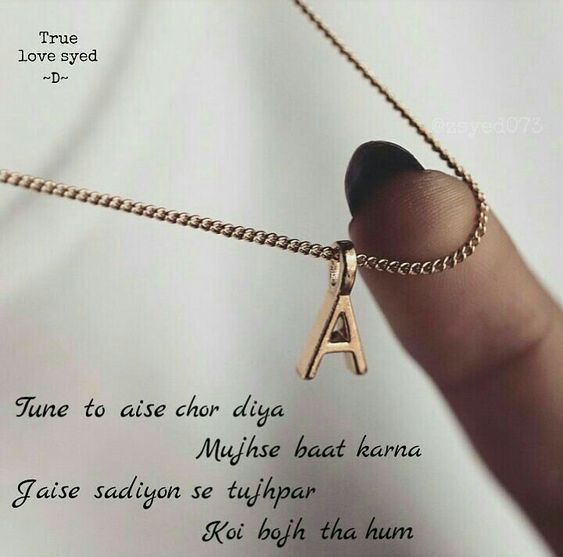 True
love syed
~D~
@zsyed073
A
Tune to aise chor diya
Mujhse baat karna
Jaise sadiyon se tujhpar
Koi bojh tha hum